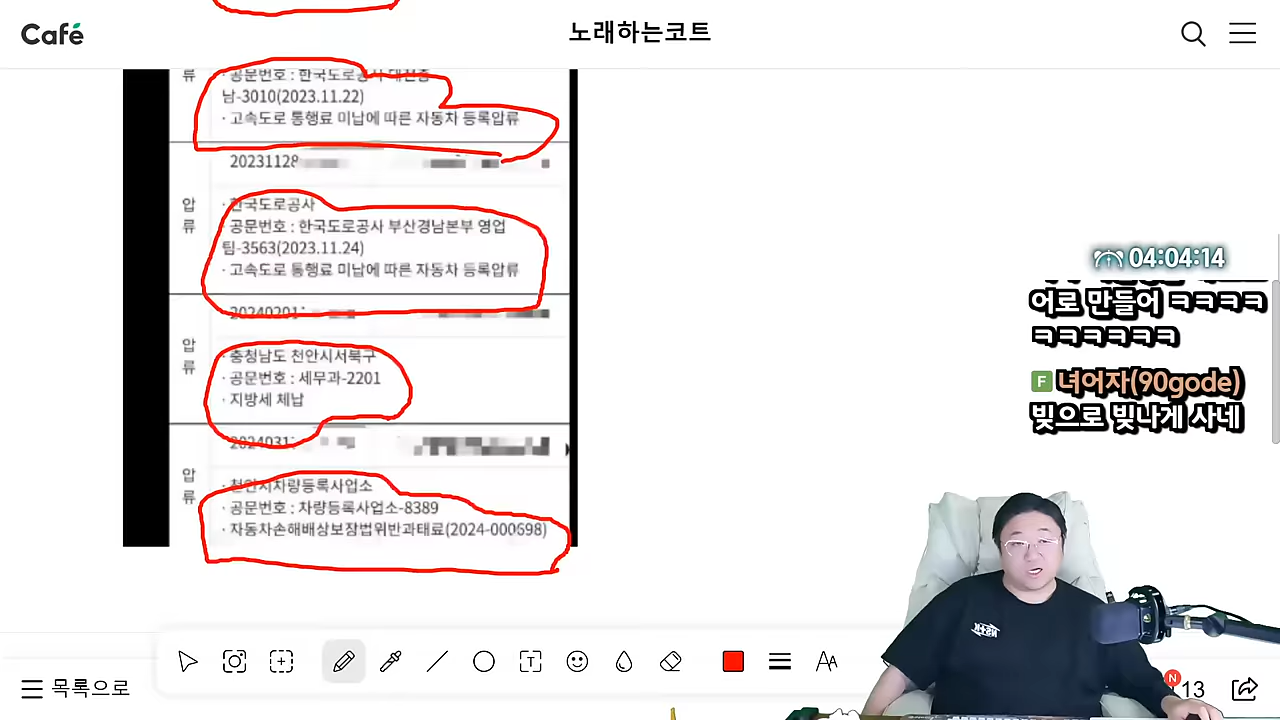 Café
노래하는코트
류
· 공문번호 : 한국도로공사 대전충
남-3010(2023.11.22)
· 고속도로 통행료 미납에 따른 자동차 등록압류
20231128
압
류
· 한국도로공사
· 공문번호 : 한국도로공사 부산경남본부 영업
팀-3563(2023.11.24)
· 고속도로 통행료 미납에 따른 자동차 등록압류
2024020
압
류
· 충청남도 천안시서북구
· 공문번호 : 세무과-2201
· 지방세 체납
2024031
압
류
· 천안시차량등록사업소
· 공문번호 : 차량등록사업소-8389
· 자동차손해배상보장법위반과태료(2024-000698)
04:04:14
어로 만들어 ㅋㅋㅋㅋ
ㅋㅋㅋㅋㅋㅋ
F 녀어자(90gode)
빚으로 빛나게 사네
목록으로
N
13